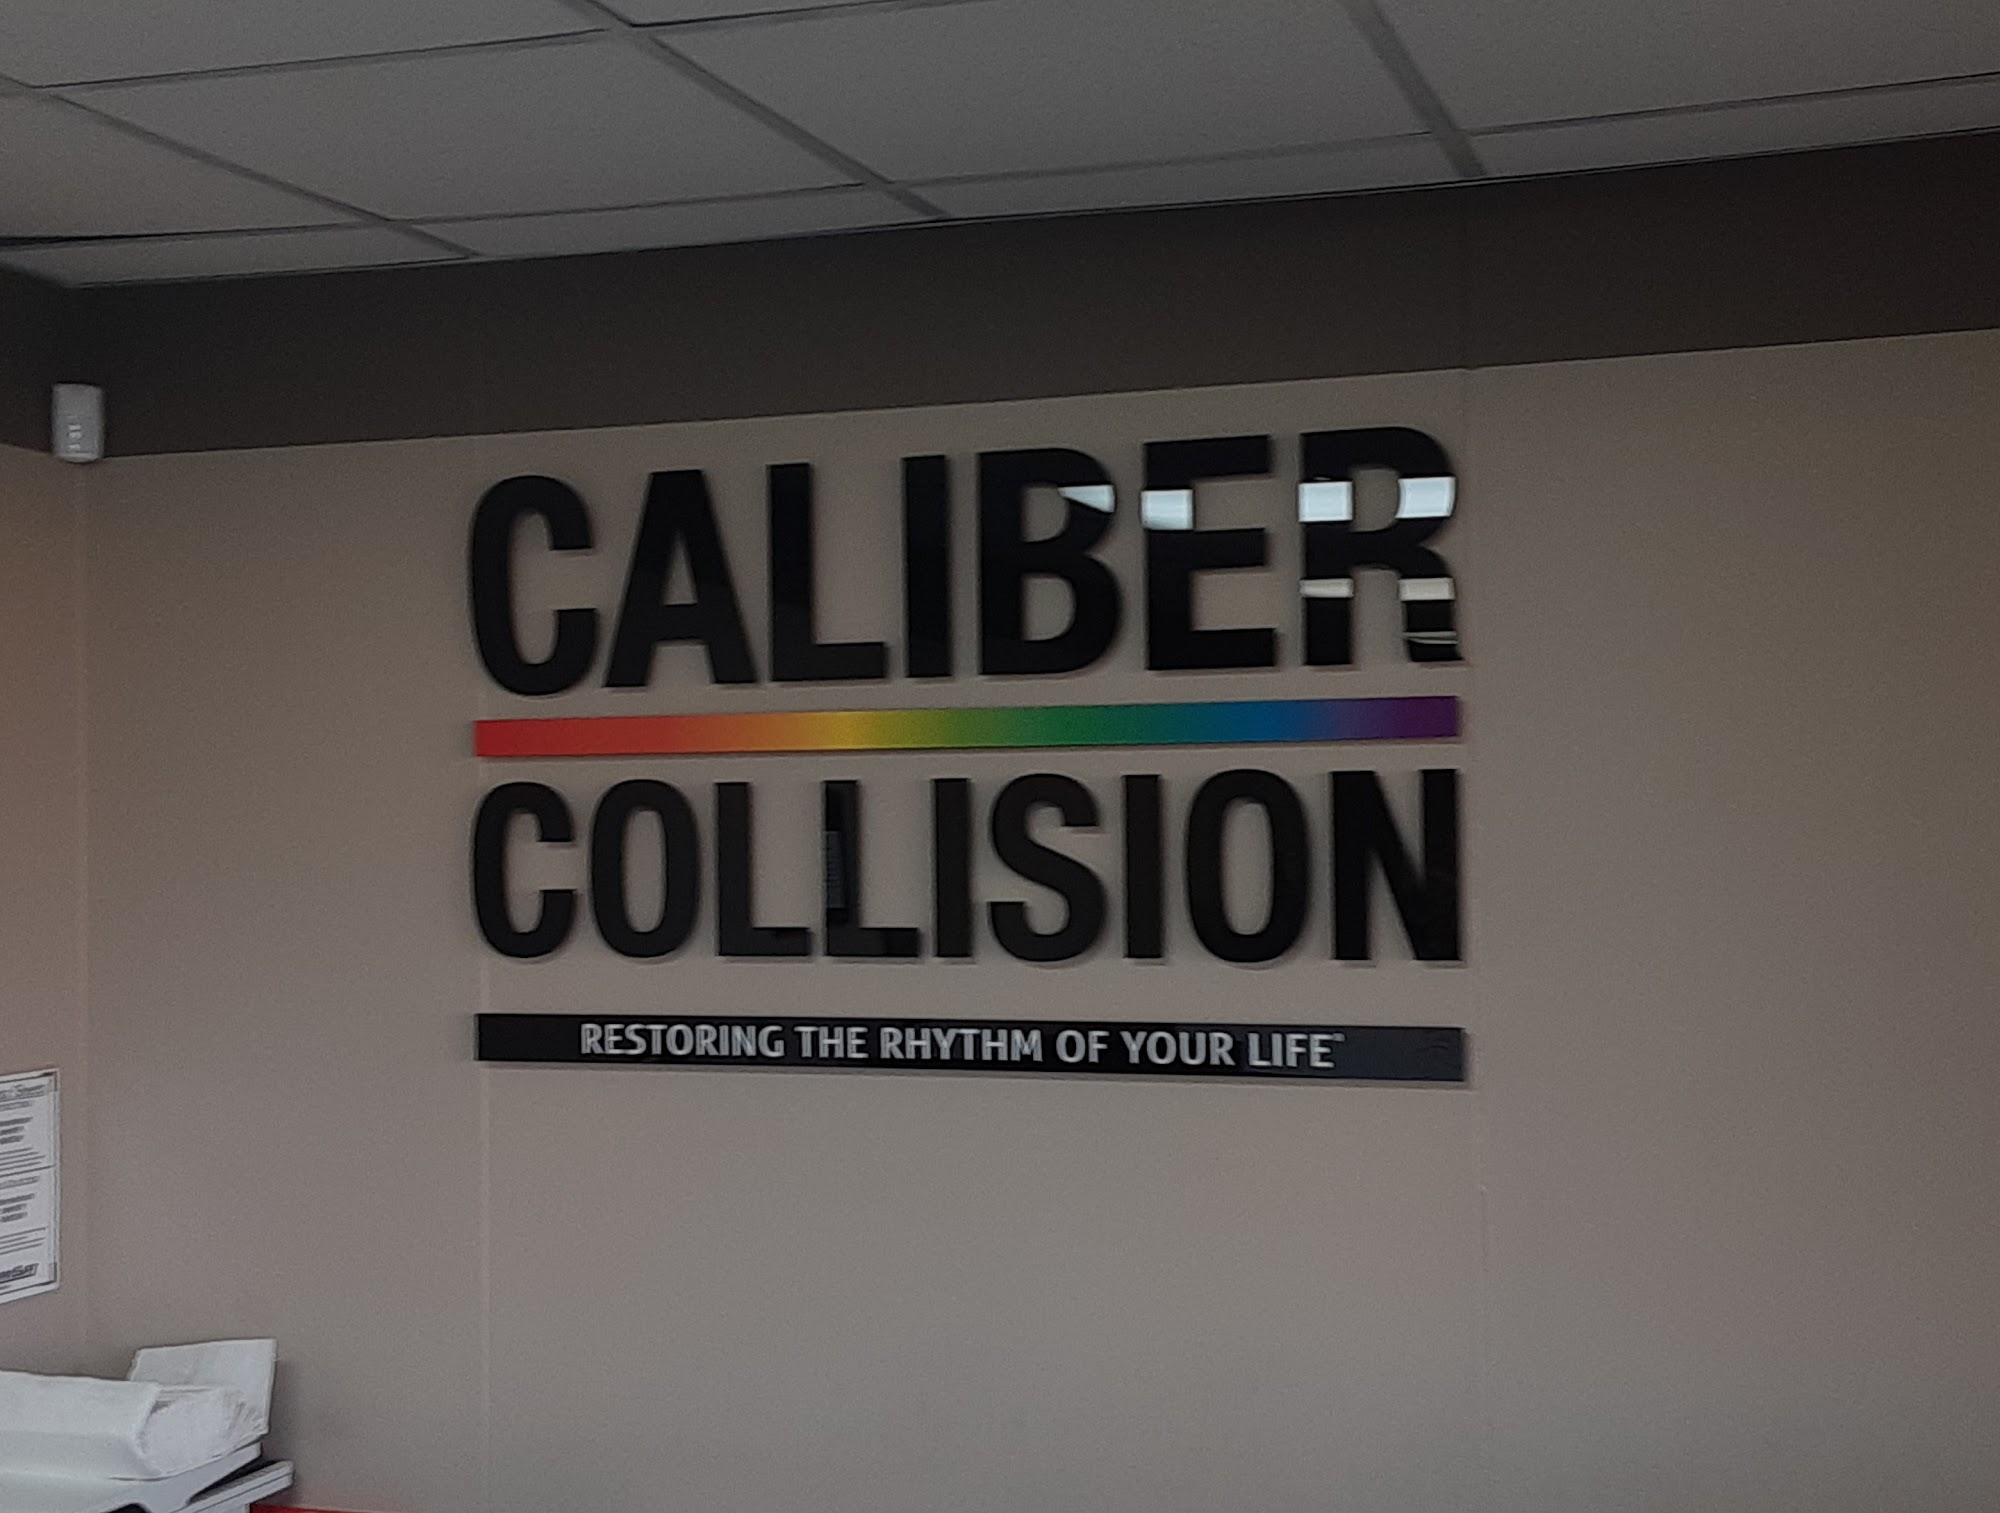 CALIBER
COLLISION
RESTORING THE RHYTHM OF YOUR LIFE